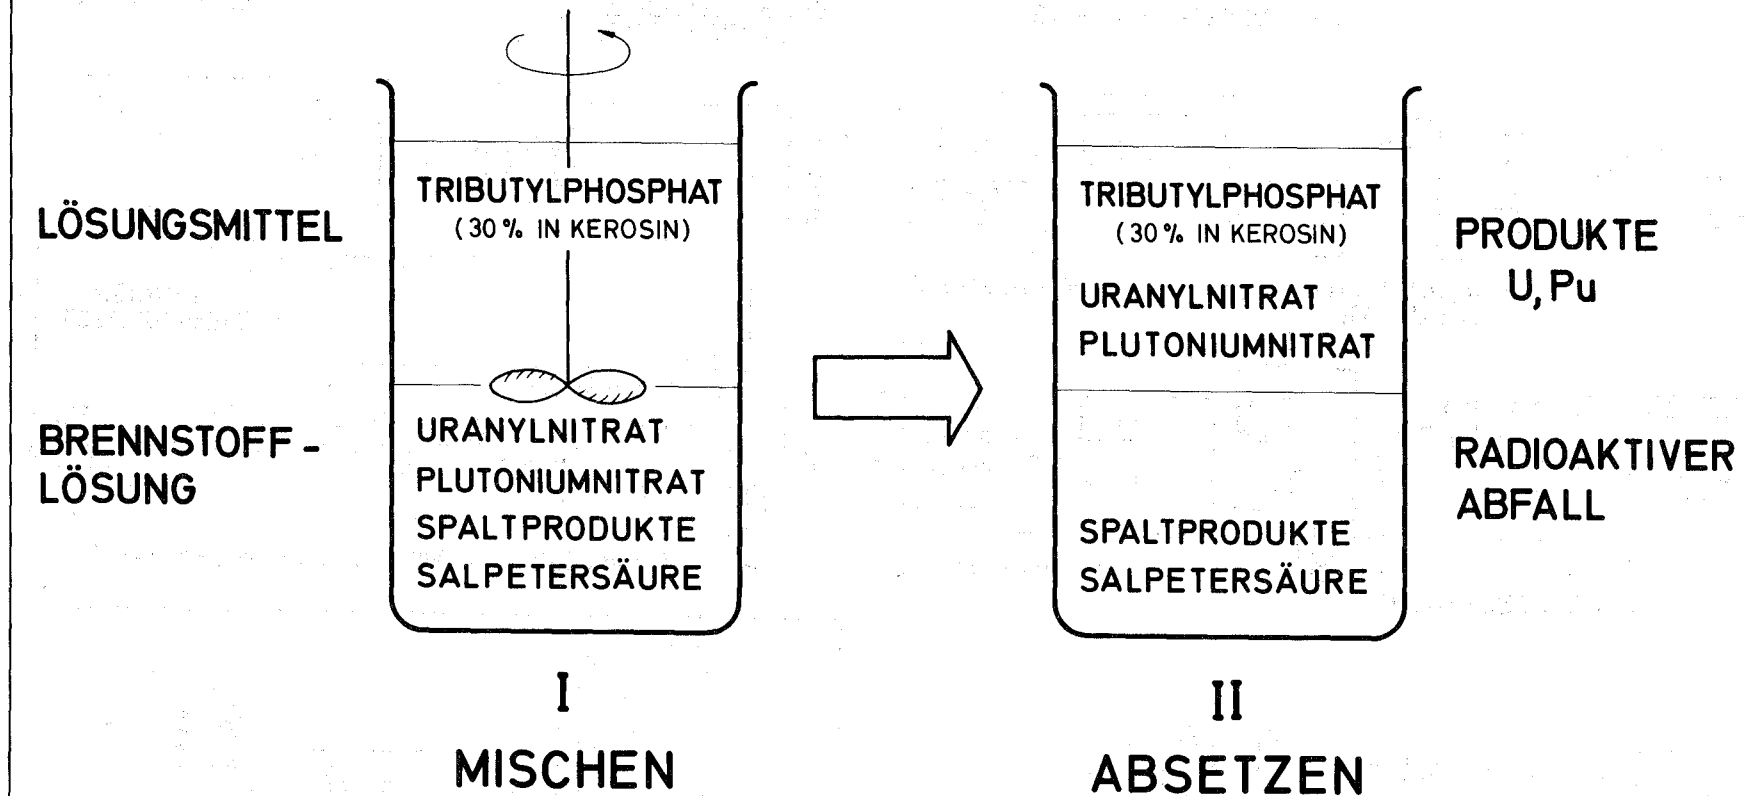 LÖSUNGSMITTEL
BRENNSTOFF-
LÖSUNG
TRIBUTYLPHOSPHAT
(30% IN KEROSIN)
URANYLNITRAT
PLUTONIUMNITRAT
SPALTPRODUKTE
SALPETERSÄURE
I
MISCHEN
TRIBUTYLPHOSPHAT
(30% IN KEROSIN)
URANYLNITRAT
PLUTONIUMNITRAT
SPALTPRODUKTE
SALPETERSÄURE
II
ABSETZEN
PRODUKTE
U, Pu
RADIOAKTIVER
ABFALL